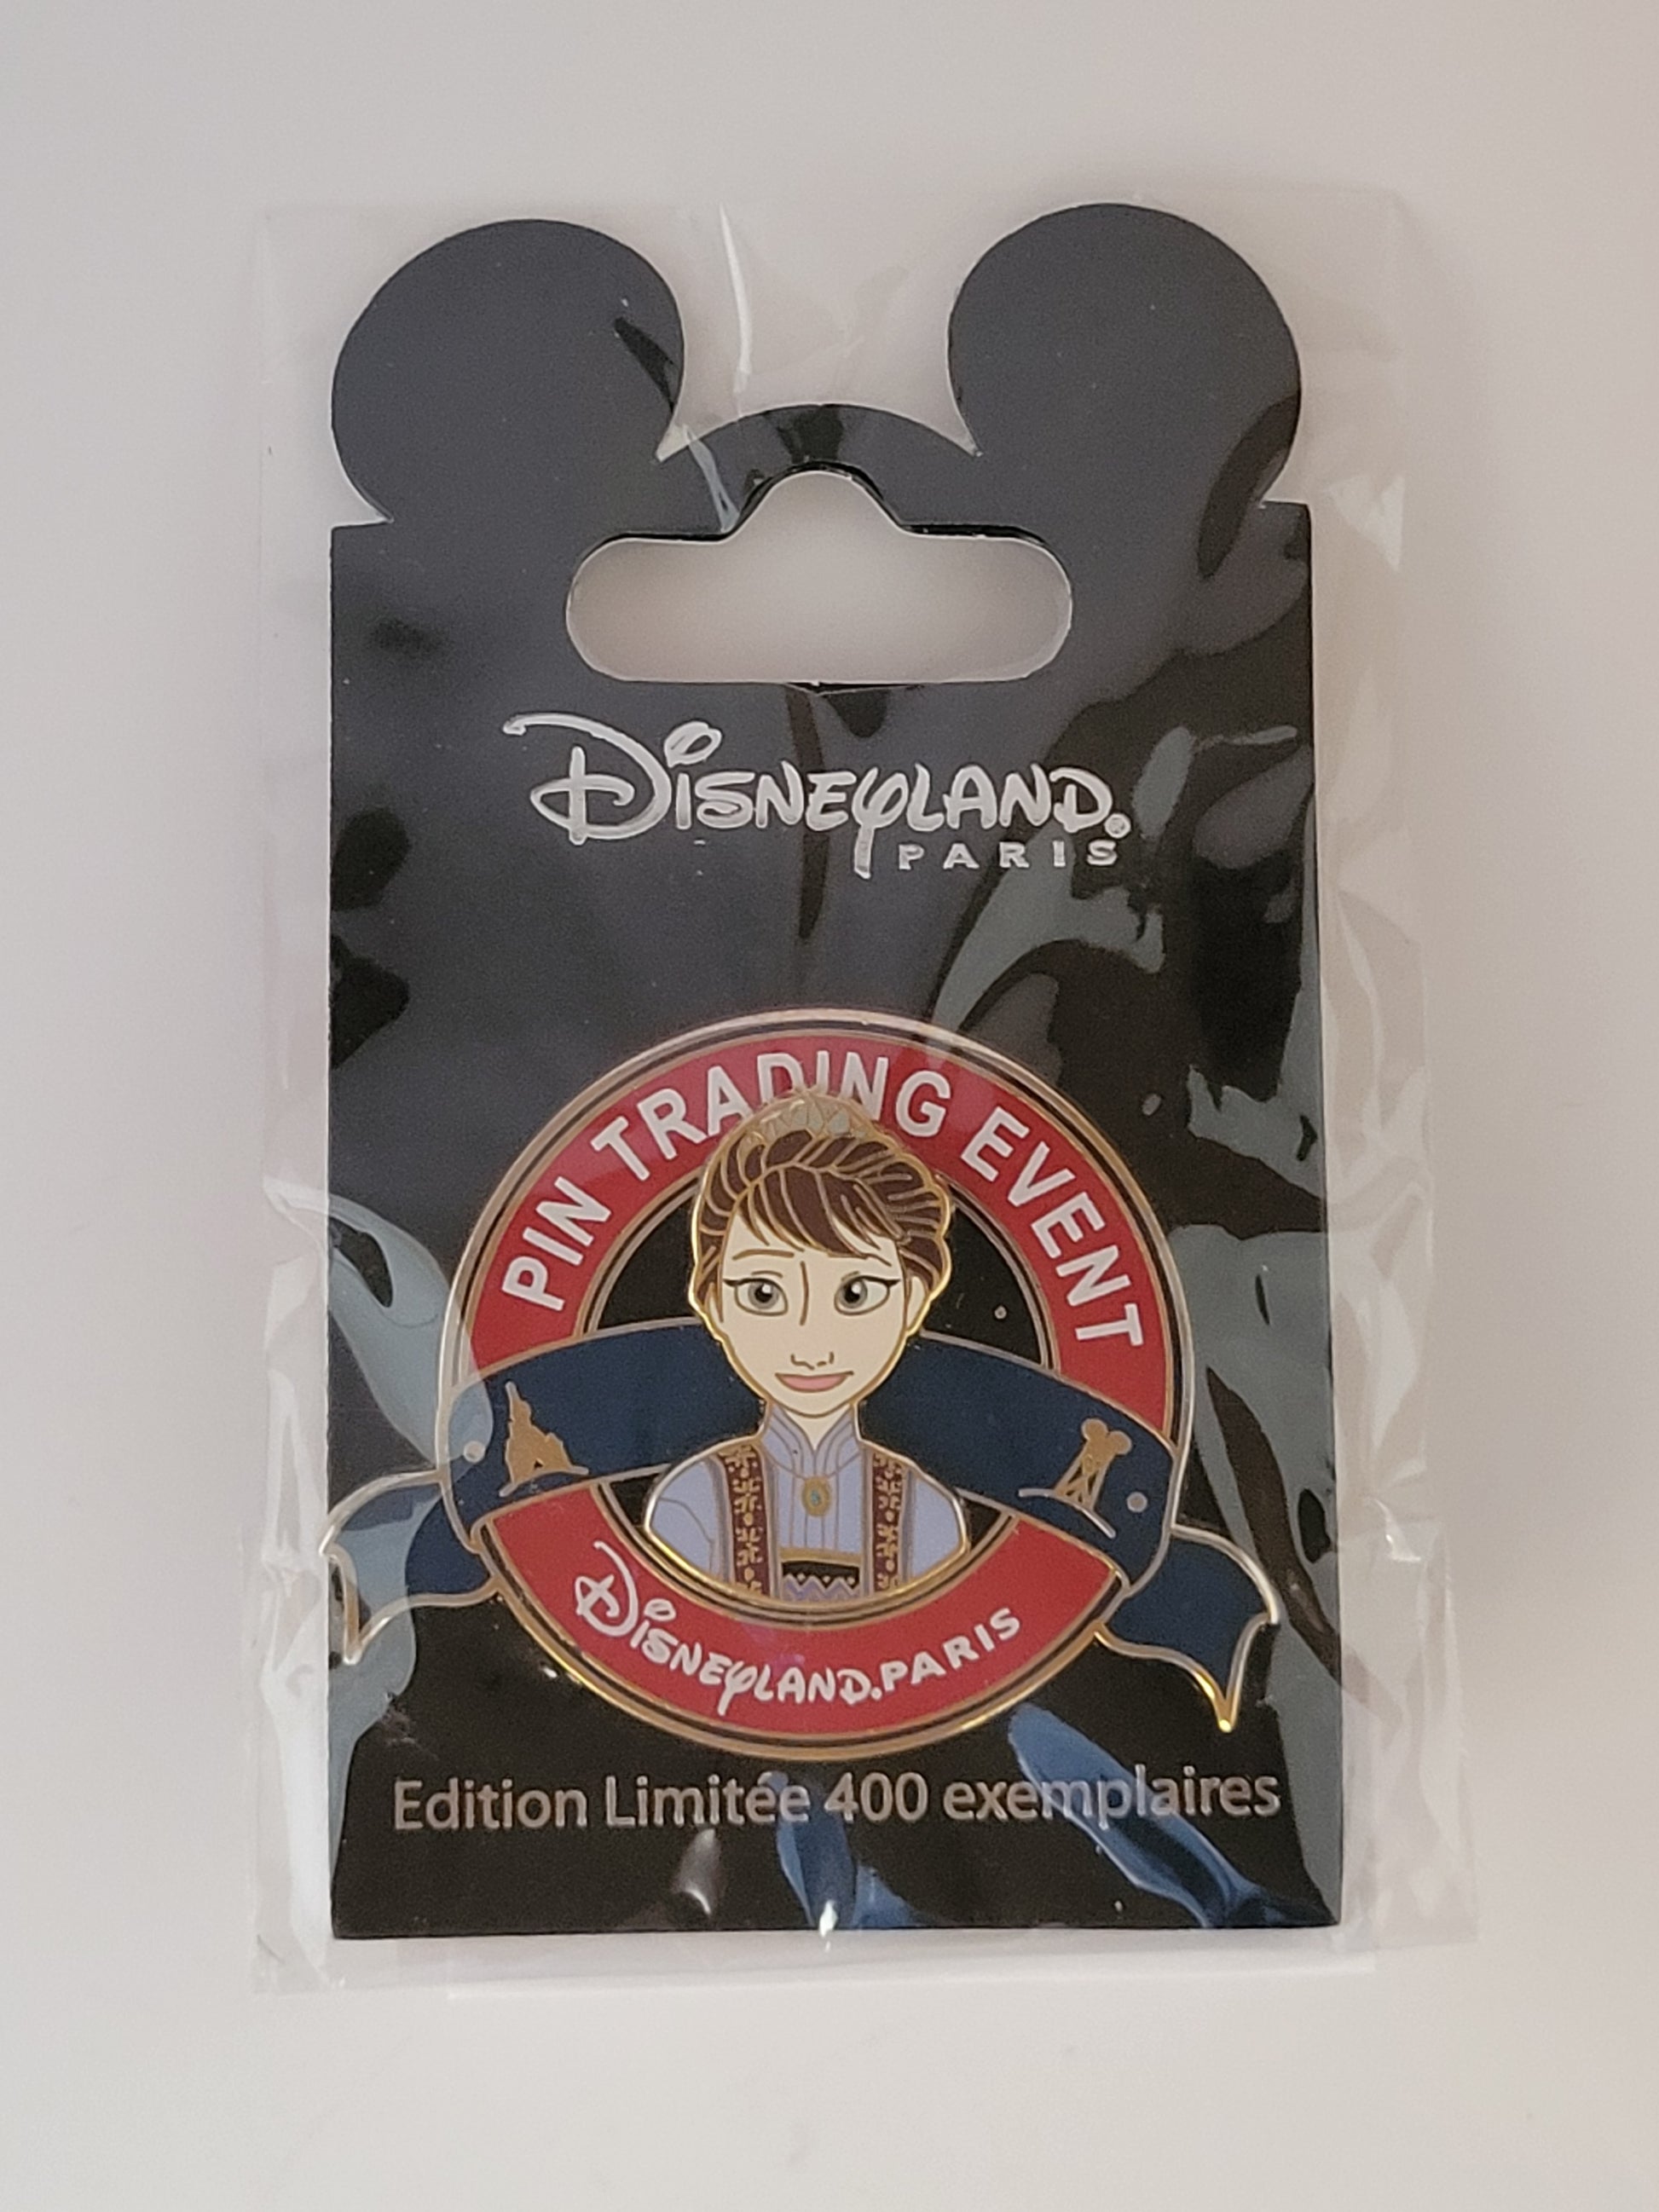 Disneyland
PARIS
PIN TRADING EVENT
Disneyland PARIS
Edition Limitée 400 exemplaires